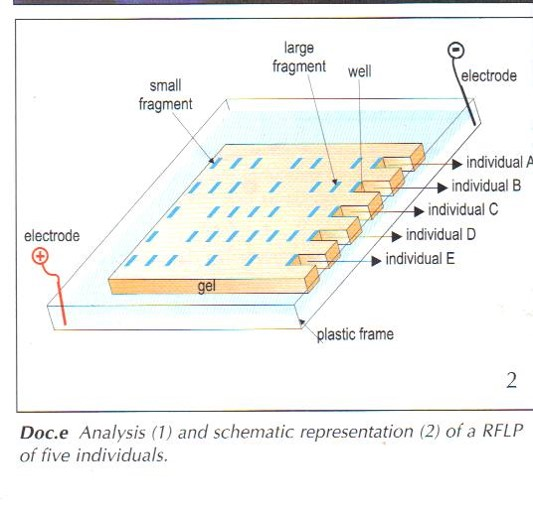 large
fragment
small
fragment
well
−
electrode
individual A
individual B
individual C
individual D
individual E
electrode
+
gel
plastic frame
2
Doc.e Analysis (1) and schematic representation (2) of a RFLP
of five individuals.